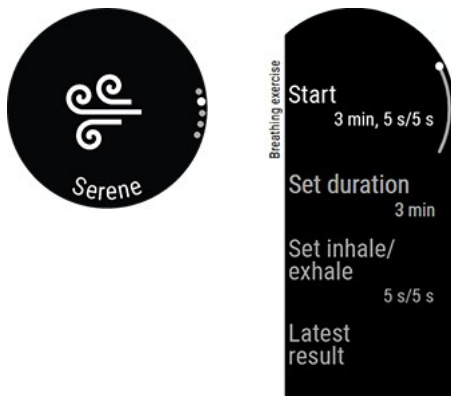 Serene
Breathing exercise
Start
3 min, 5 s/5 s
Set duration
3 min
Set inhale/
exhale
5 s/5 s
Latest
result